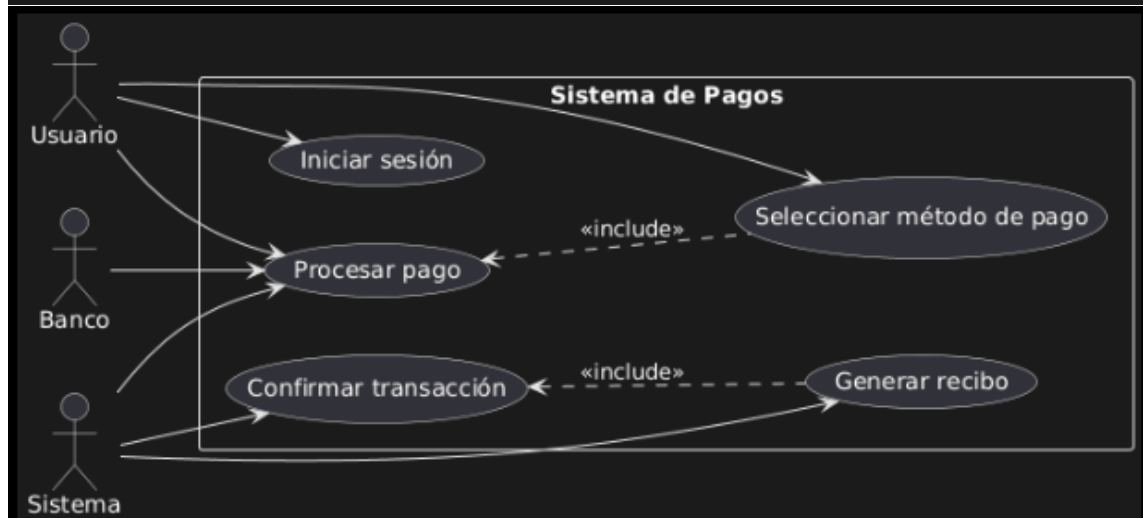 Sistema de Pagos
Usuario
Iniciar sesión
Seleccionar método de pago
«include»
Procesar pago
Banco
«include»
Confirmar transacción
Generar recibo
Sistema